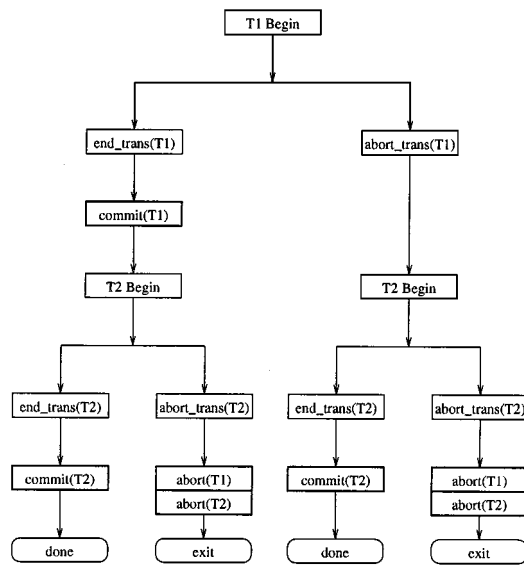 T1 Begin
end_trans(T1)
abort_trans(T1)
commit(T1)
T2 Begin
T2 Begin
end_trans(T2)
abort_trans(T2)
end_trans(T2)
abort_trans(T2)
commit(T2)
abort(T1)
commit(T2)
abort(T1)
abort(T2)
abort(T2)
done
exit
done
exit